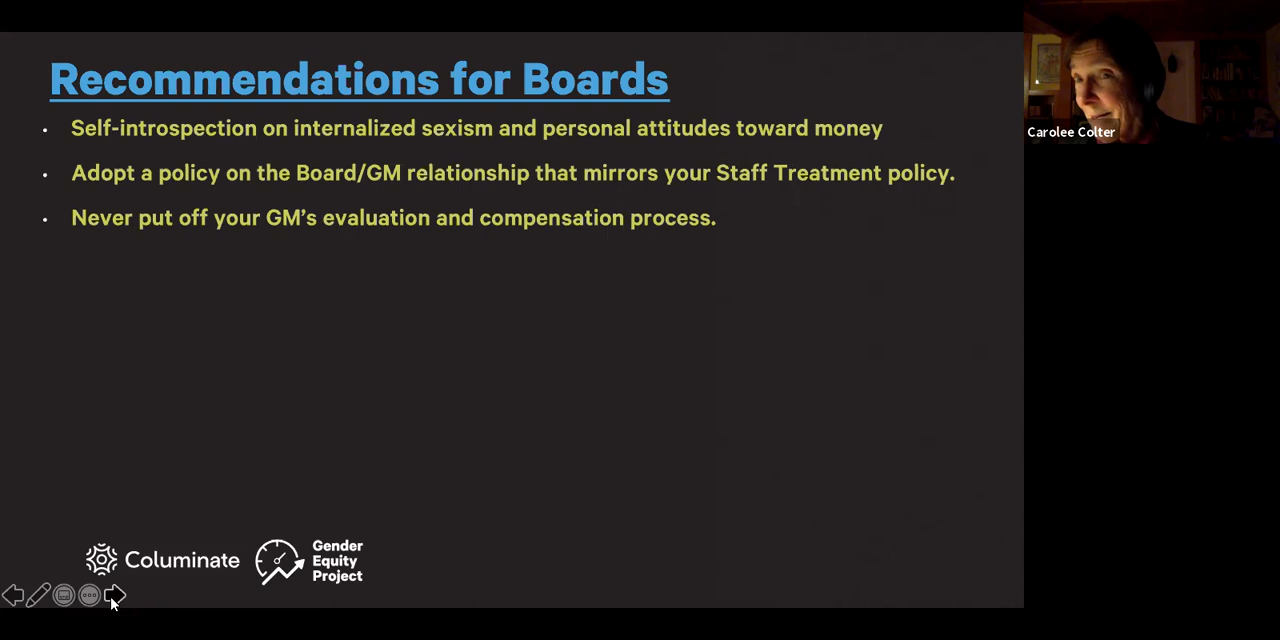 Recommendations for Boards
Self-introspection on internalized sexism and personal attitudes toward money
Adopt a policy on the Board/GM relationship that mirrors your Staff Treatment policy.
Never put off your GM’s evaluation and compensation process.
Carolee Colter
Columinate
Gender
Equity
Project